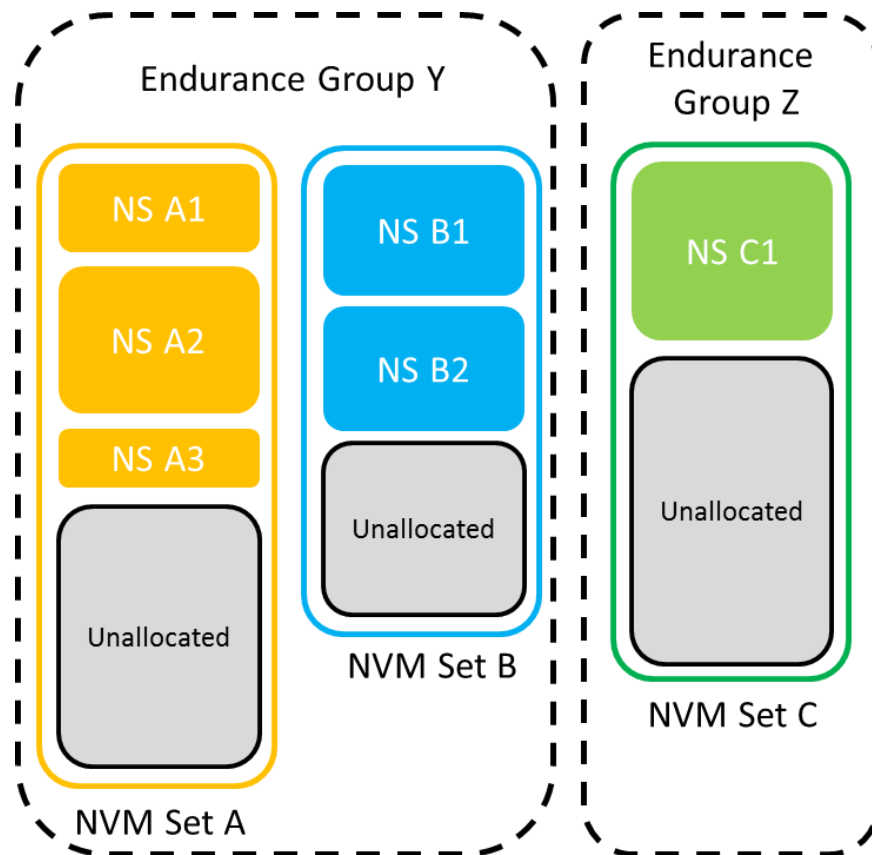 Endurance Group Y
NS A1
NS A2
NS A3
Unallocated
NVM Set A
NS B1
NS B2
Unallocated
NVM Set B
Endurance
Group Z
NS C1
Unallocated
NVM Set C